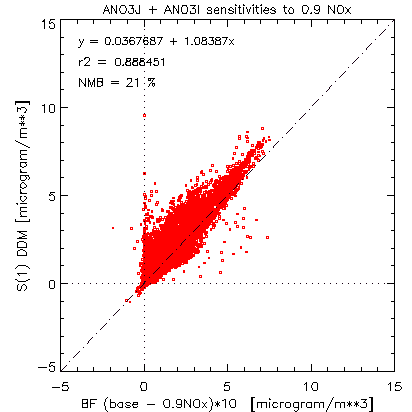 ANO3J + ANO3I sensitivities to 0.9 NOx
y = 0.0367687 + 1.08387x
r2 = 0.888451
NMB = 21 %
15
10
5
0
-5
S(1) DDM [microgram/m**3]
-5 0 5 10 15
BF (base - 0.9NOx)*10 [microgram/m**3]